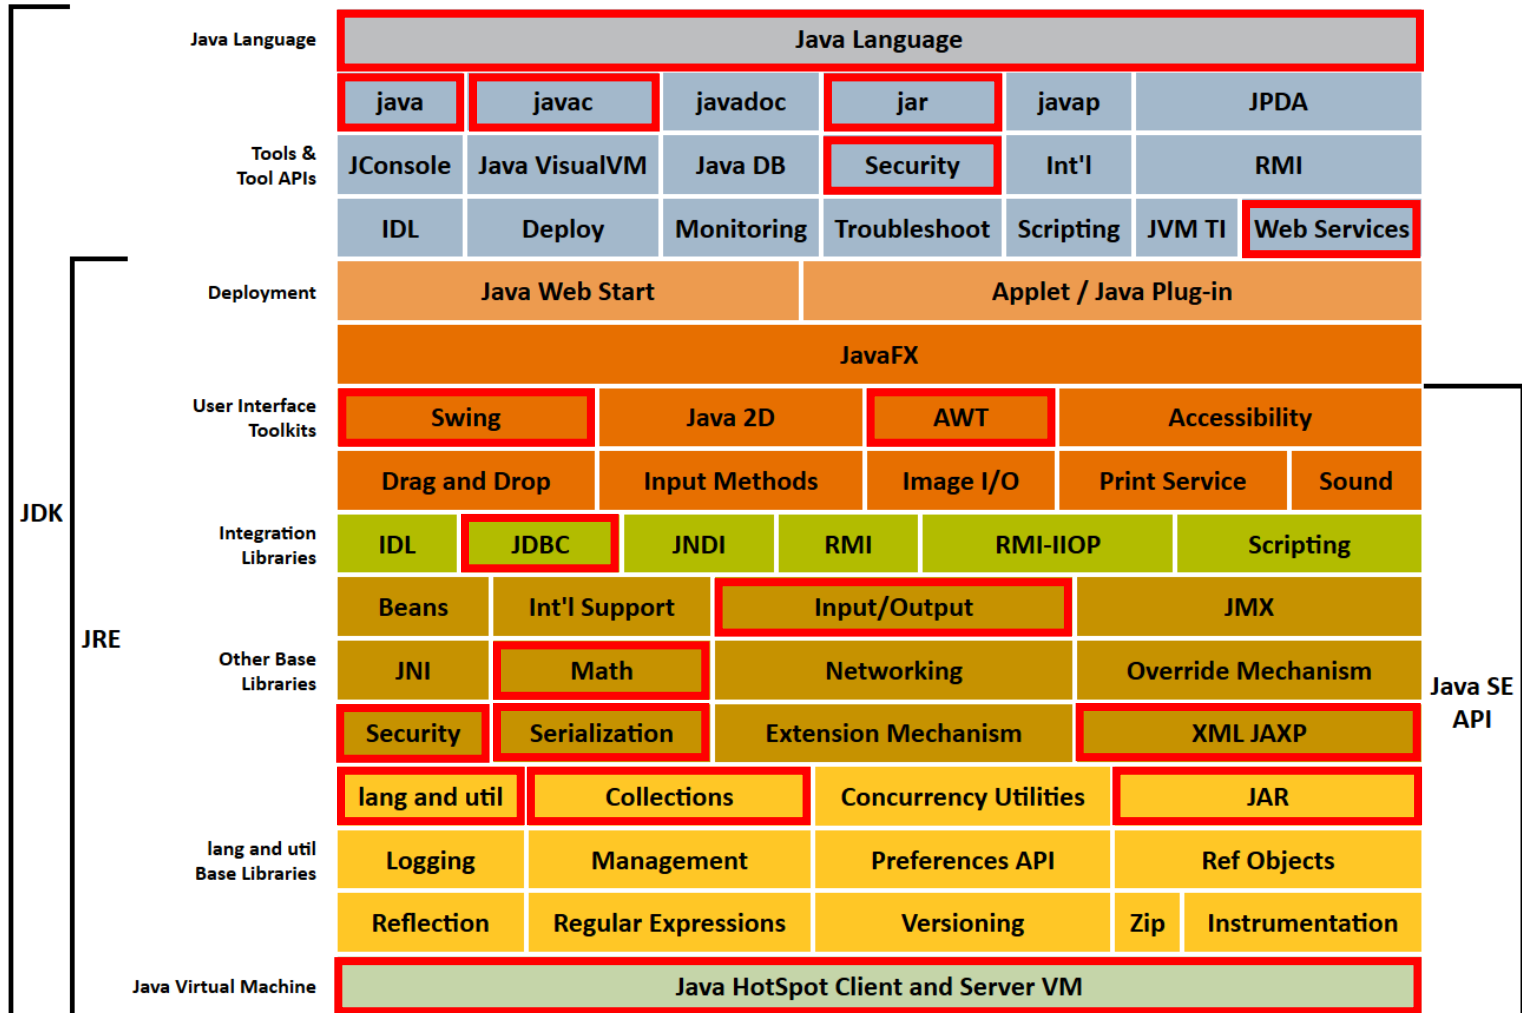 Java Language
Java Language
java
javac
javadoc
jar
javap
JPDA
Tools &
Tool APIs
JConsole
Java VisualVM
Java DB
Security
Int'l
RMI
IDL
Deploy
Monitoring
Troubleshoot
Scripting
JVM TI
Web Services
Deployment
Java Web Start
Applet / Java Plug-in
JavaFX
User Interface
Toolkits
Swing
Java 2D
AWT
Accessibility
Drag and Drop
Input Methods
Image I/O
Print Service
Sound
JDK
Integration
Libraries
IDL
JDBC
JNDI
RMI
RMI-IIOP
Scripting
Beans
Int'l Support
Input/Output
JMX
JRE
Other Base
Libraries
JNI
Math
Networking
Override Mechanism
Java SE
API
Security
Serialization
Extension Mechanism
XML JAXP
lang and util
Collections
Concurrency Utilities
JAR
lang and util
Base Libraries
Logging
Management
Preferences API
Ref Objects
Reflection
Regular Expressions
Versioning
Zip
Instrumentation
Java Virtual Machine
Java HotSpot Client and Server VM